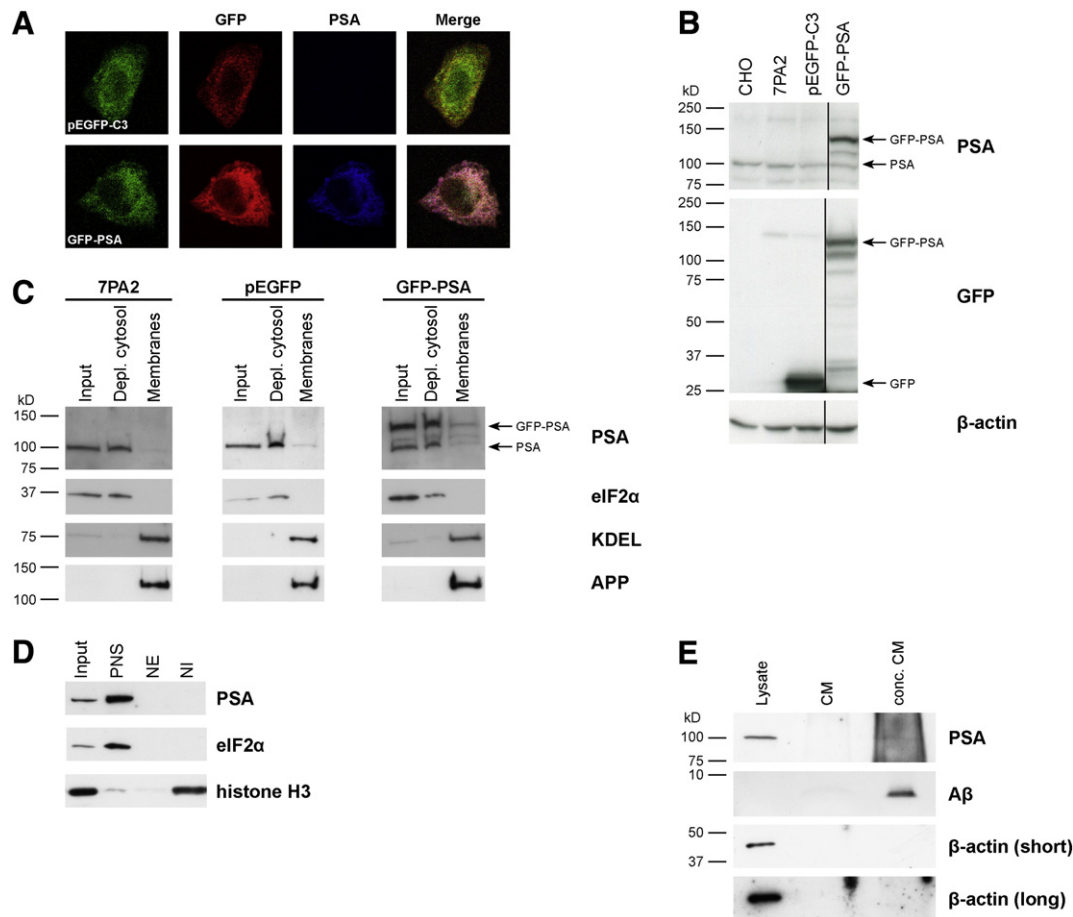 A
GFP PSA Merge
pEGFP-C3
GFP-PSA
B
CHO 7PA2 pEGFP-C3 GFP-PSA
kD
250
150
100
75
GFP-PSA
PSA
PSA
250
150
100
75
50
37
25
GFP-PSA
GFP
GFP
β-actin
C
7PA2 pEGFP GFP-PSA
Input Depl. cytosol Membranes Input Depl. cytosol Membranes Input Depl. cytosol Membranes
kD
150
100
75
GFP-PSA
PSA
PSA
37
eIF2α
75
KDEL
150
100
APP
D
Input PNS NE NI
PSA
eIF2α
histone H3
E
Lysate CM conc. CM
kD
100
75
PSA
10
Aβ
50
37
β-actin (short)
β-actin (long)